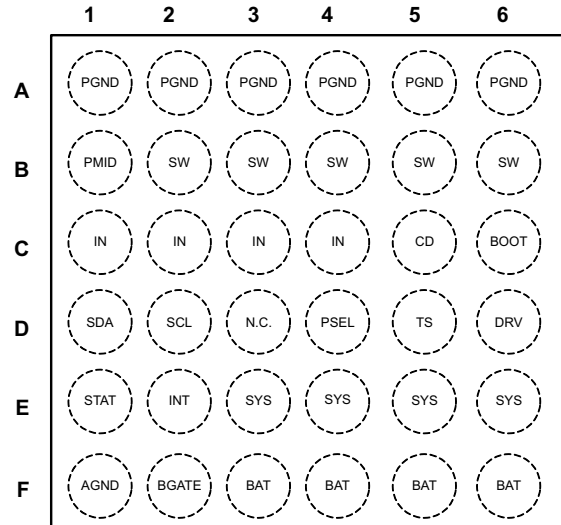 1 2 3 4 5 6
A PGND PGND PGND PGND PGND PGND
B PMID SW SW SW SW SW
C IN IN IN IN CD BOOT
D SDA SCL N.C. PSEL TS DRV
E STAT INT SYS SYS SYS SYS
F AGND BGATE BAT BAT BAT BAT